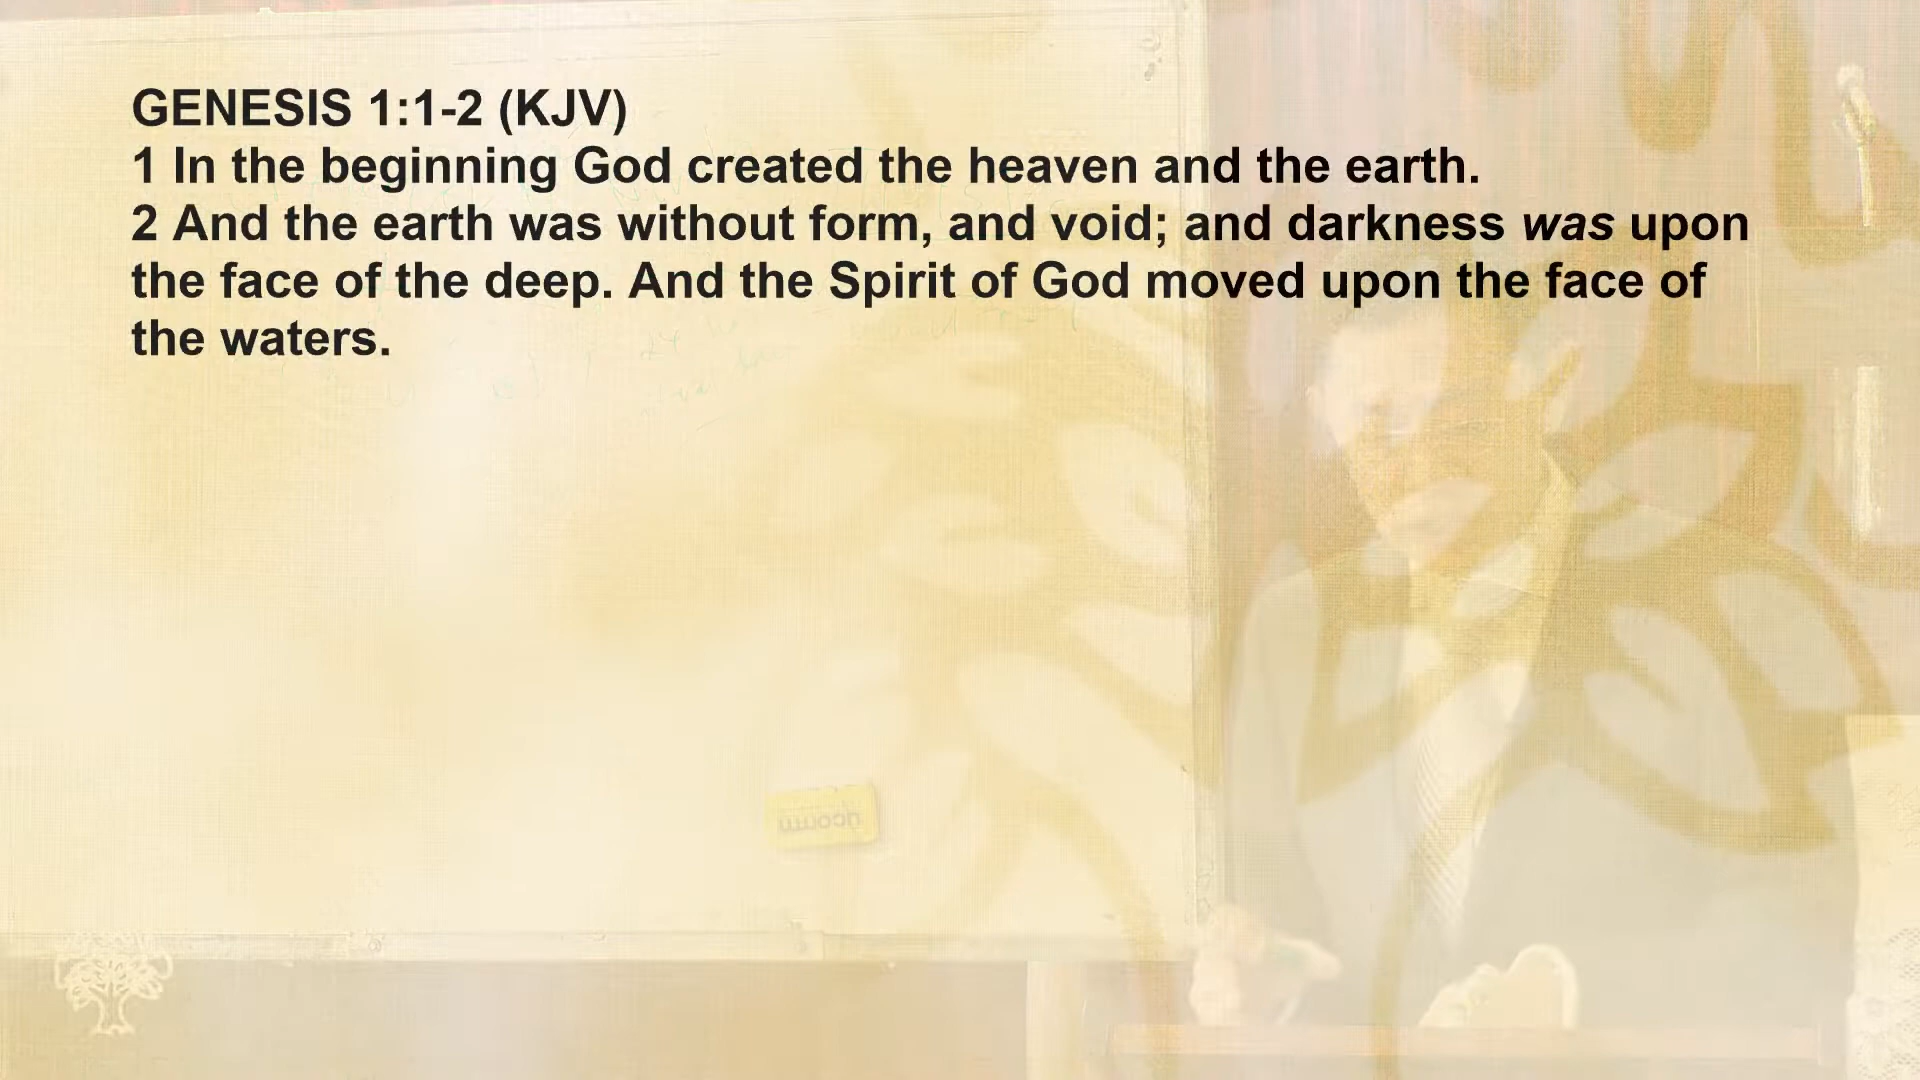 GENESIS 1:1-2 (KJV)
1 In the beginning God created the heaven and the earth.
2 And the earth was without form, and void; and darkness was upon
the face of the deep. And the Spirit of God moved upon the face of
the waters.